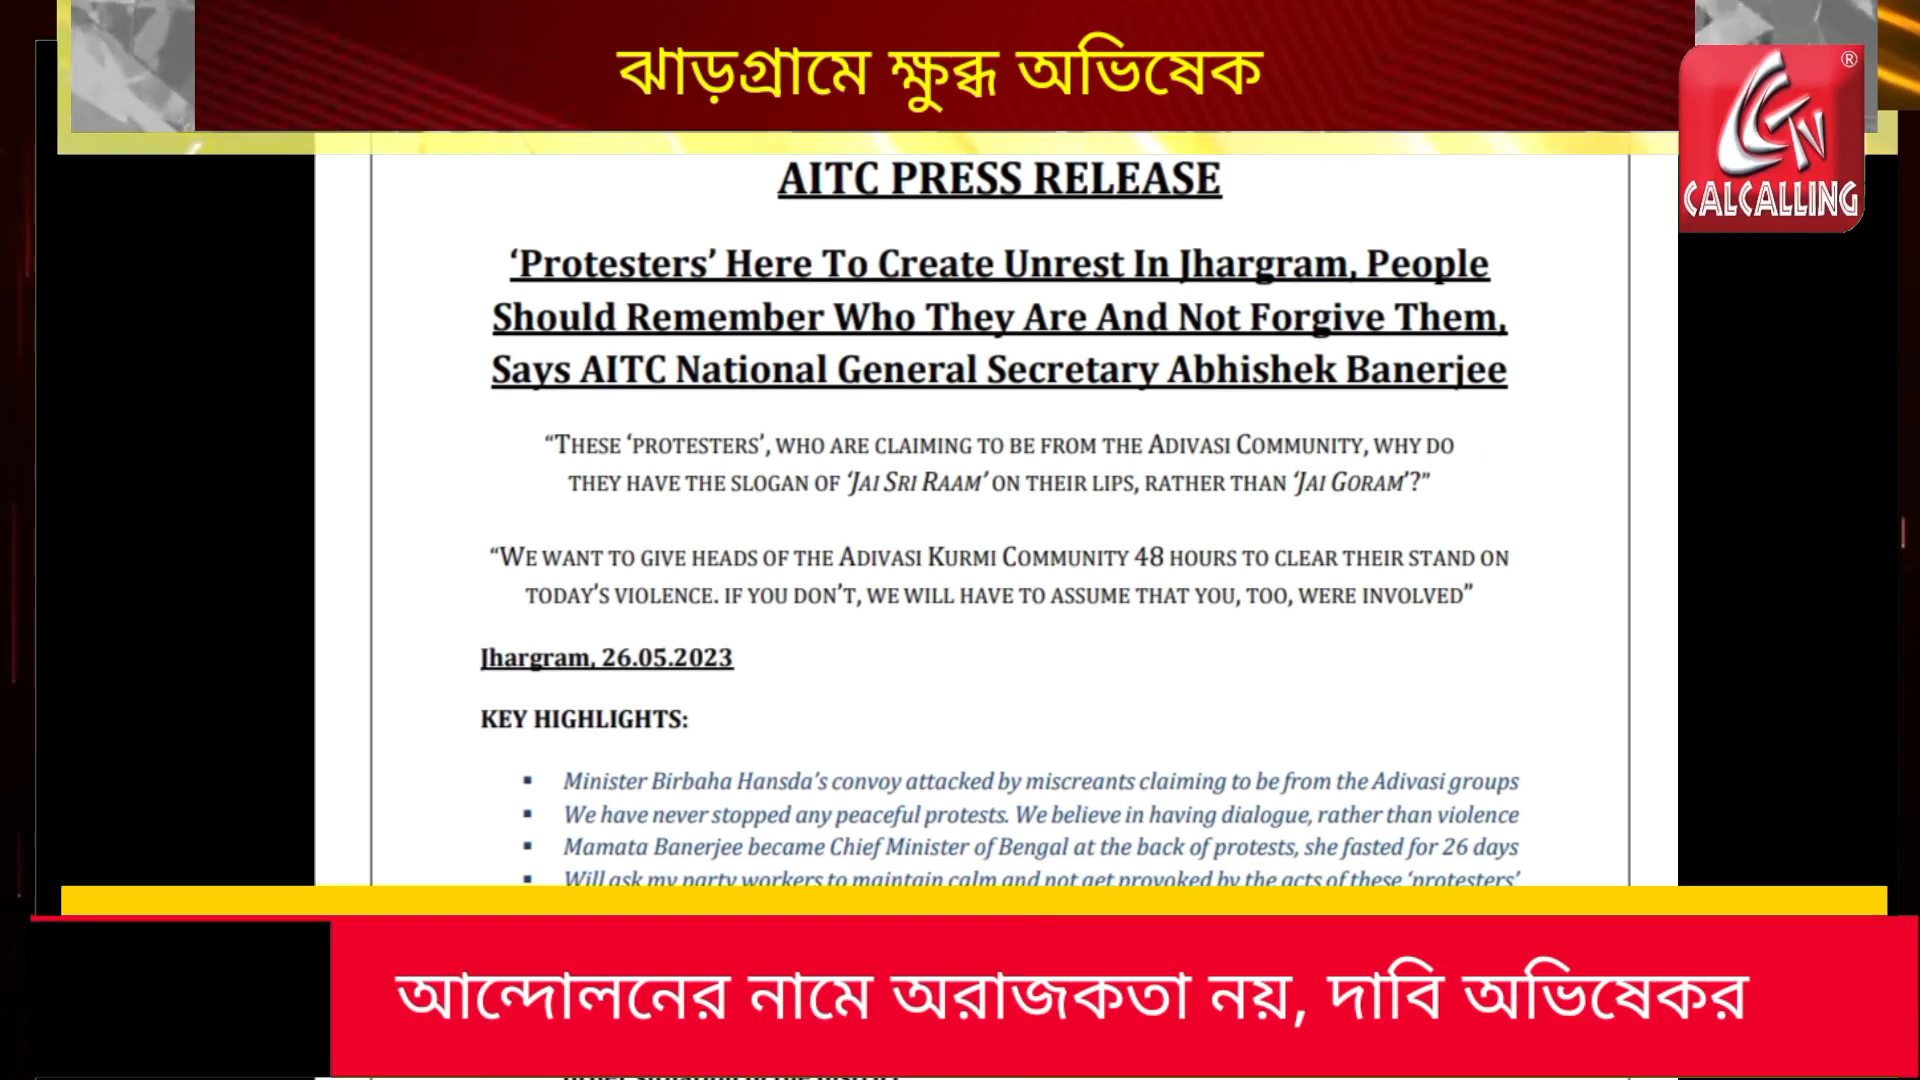 ঝাড়গ্রামে ক্ষুব্ধ অভিষেক
®
CTV
CALCALLING
AITC PRESS RELEASE
‘Protesters’ Here To Create Unrest In Jhargram, People
Should Remember Who They Are And Not Forgive Them,
Says AITC National General Secretary Abhishek Banerjee
“THESE ‘PROTESTERS’, WHO ARE CLAIMING TO BE FROM THE ADIVASI COMMUNITY, WHY DO
THEY HAVE THE SLOGAN OF ‘JAI SRI RAAM’ ON THEIR LIPS, RATHER THAN ‘JAI GORAM’?”
“WE WANT TO GIVE HEADS OF THE ADIVASI KURMI COMMUNITY 48 HOURS TO CLEAR THEIR STAND ON
TODAY’S VIOLENCE. IF YOU DON’T, WE WILL HAVE TO ASSUME THAT YOU, TOO, WERE INVOLVED”
Jhargram, 26.05.2023
KEY HIGHLIGHTS:
▪ Minister Birbaha Hansda’s convoy attacked by miscreants claiming to be from the Adivasi groups
▪ We have never stopped any peaceful protests. We believe in having dialogue, rather than violence
▪ Mamata Banerjee became Chief Minister of Bengal at the back of protests, she fasted for 26 days
▪ Will ask my party workers to maintain calm and not get provoked by the acts of these ‘protesters’
আন্দোলনের নামে অরাজকতা নয়, দাবি অভিষেকর